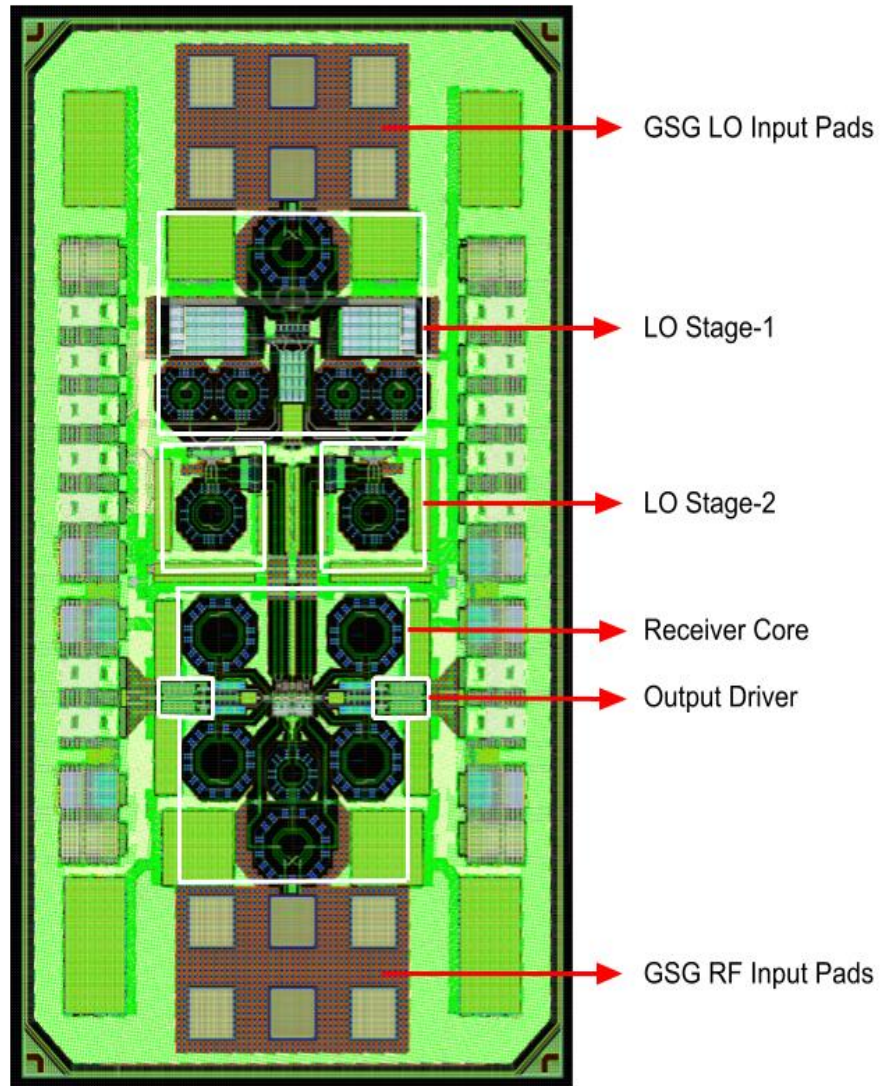 GSG LO Input Pads
LO Stage-1
LO Stage-2
Receiver Core
Output Driver
GSG RF Input Pads